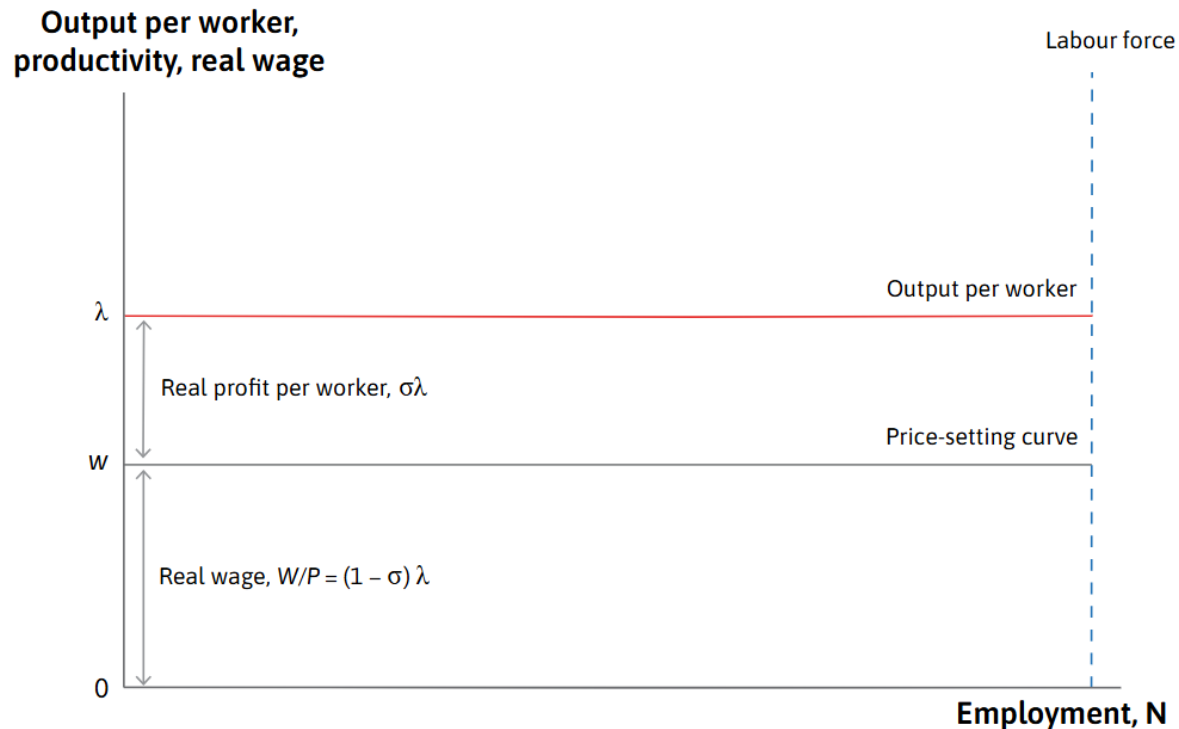 Output per worker,
productivity, real wage
Labour force
Output per worker
λ
Real profit per worker, σλ
Price-setting curve
w
Real wage, W/P = (1 – σ) λ
0
Employment, N